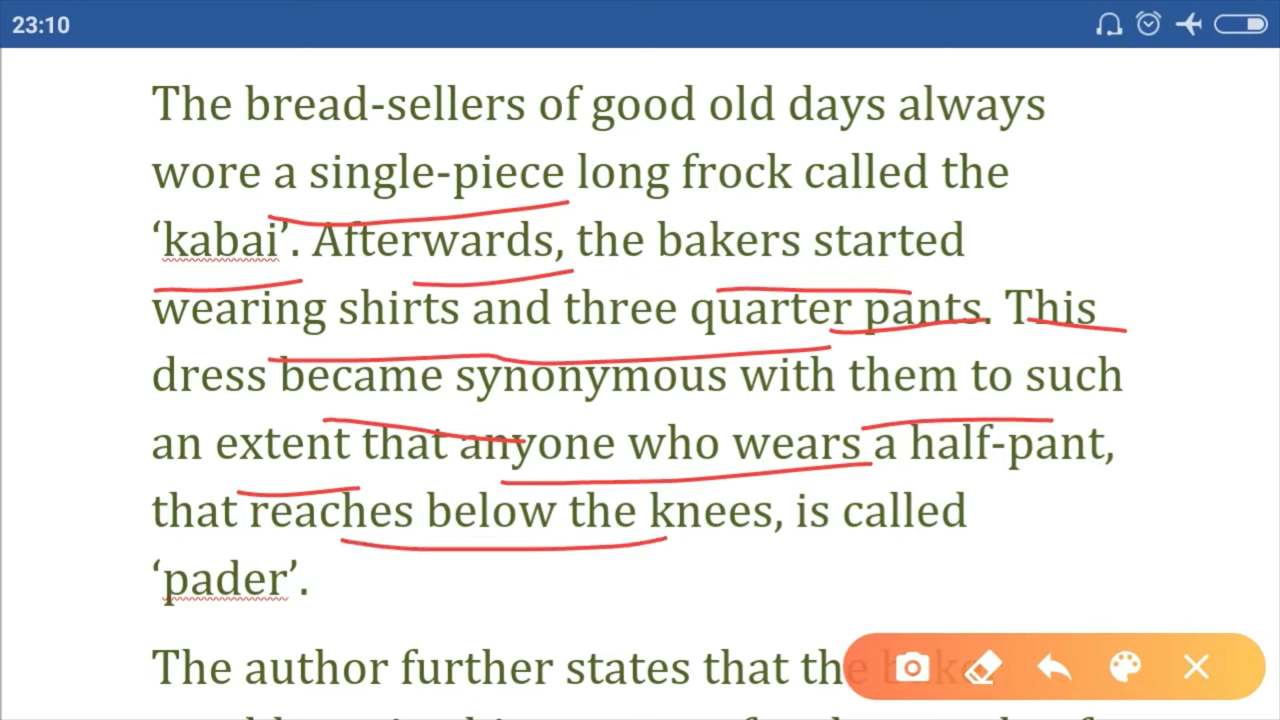 23:10
The bread-sellers of good old days always
wore a single-piece long frock called the
‘kabai’. Afterwards, the bakers started
wearing shirts and three quarter pants. This
dress became synonymous with them to such
an extent that anyone who wears a half-pant,
that reaches below the knees, is called
‘pader’.
The author further states that the